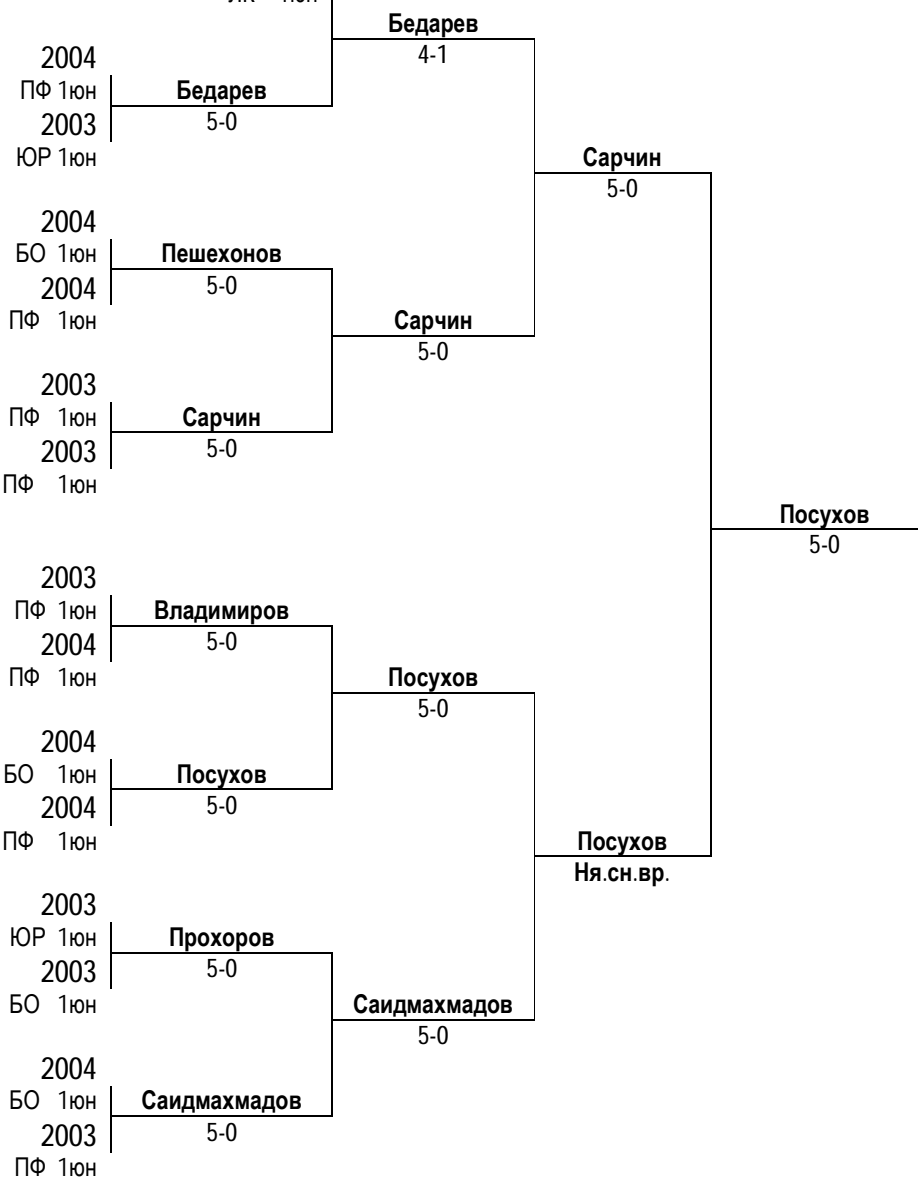 Бедарев
4-1
2004
ПФ 1юн
Бедарев
5-0
2003
ЮР 1юн
Сарчин
5-0
2004
БО 1юн
Пешехонов
5-0
2004
ПФ 1юн
Сарчин
5-0
2003
ПФ 1юн
Сарчин
5-0
2003
ПФ 1юн
Посухов
5-0
2003
ПФ 1юн
Владимиров
5-0
2004
ПФ 1юн
Посухов
5-0
2004
БО 1юн
Посухов
5-0
2004
ПФ 1юн
Посухов
Ня.сн.вр.
2003
ЮР 1юн
Прохоров
5-0
2003
БО 1юн
Саидмахмадов
5-0
2004
БО 1юн
Саидмахмадов
5-0
2003
ПФ 1юн